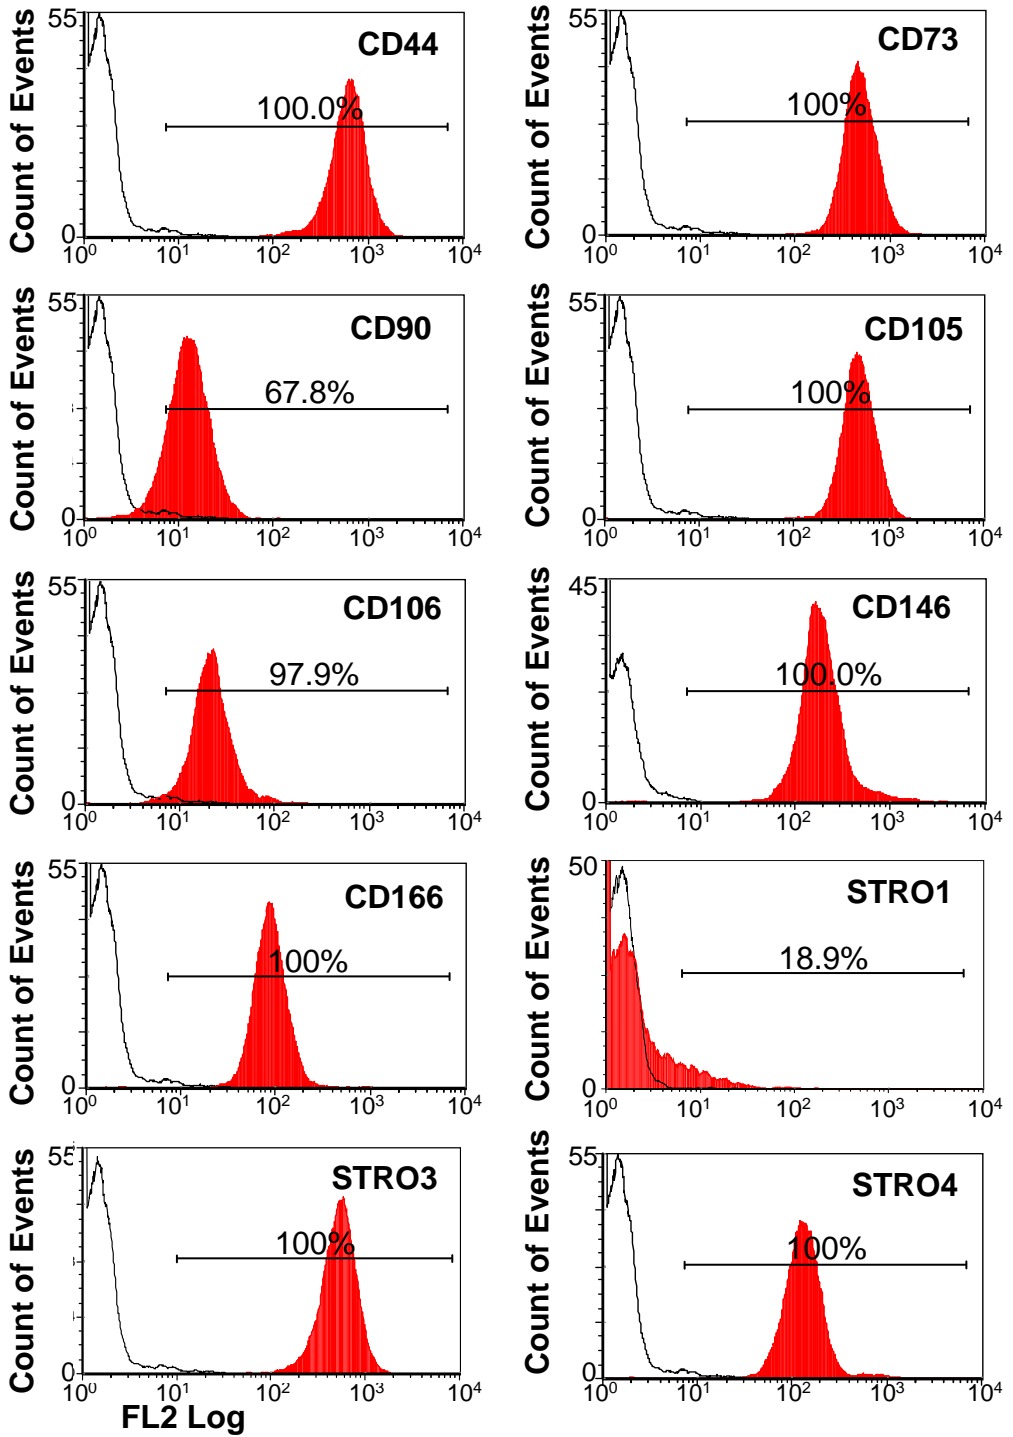 55
CD44
100.0%
Count of Events
0
10⁰ 10¹ 10² 10³ 10⁴
55
CD73
100%
Count of Events
0
10⁰ 10¹ 10² 10³ 10⁴
55
CD90
67.8%
Count of Events
0
10⁰ 10¹ 10² 10³ 10⁴
55
CD105
100%
Count of Events
0
10⁰ 10¹ 10² 10³ 10⁴
55
CD106
97.9%
Count of Events
0
10⁰ 10¹ 10² 10³ 10⁴
45
CD146
100.0%
Count of Events
0
10⁰ 10¹ 10² 10³ 10⁴
55
CD166
100%
Count of Events
0
10⁰ 10¹ 10² 10³ 10⁴
50
STRO1
18.9%
Count of Events
0
10⁰ 10¹ 10² 10³ 10⁴
55
STRO3
100%
Count of Events
0
10⁰ 10¹ 10² 10³ 10⁴
FL2 Log
55
STRO4
100%
Count of Events
0
10⁰ 10¹ 10² 10³ 10⁴